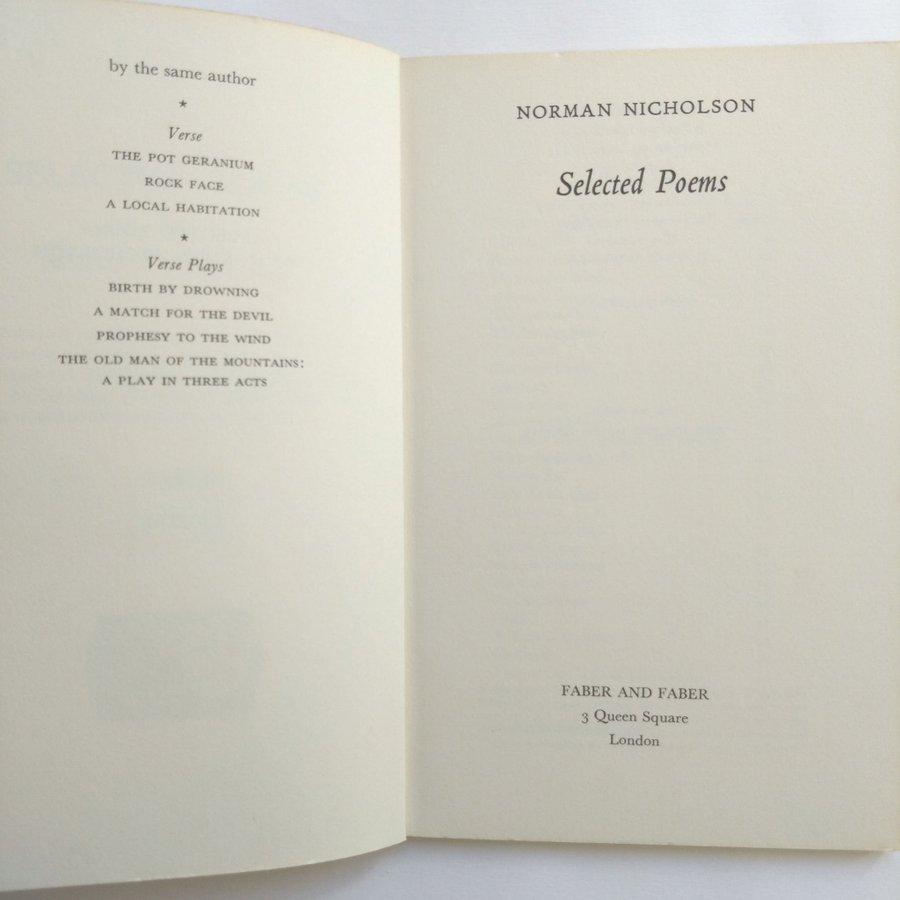 by the same author
*
Verse
THE POT GERANIUM
ROCK FACE
A LOCAL HABITATION
*
Verse Plays
BIRTH BY DROWNING
A MATCH FOR THE DEVIL
PROPHESY TO THE WIND
THE OLD MAN OF THE MOUNTAINS:
A PLAY IN THREE ACTS
NORMAN NICHOLSON
Selected Poems
FABER AND FABER
3 Queen Square
London